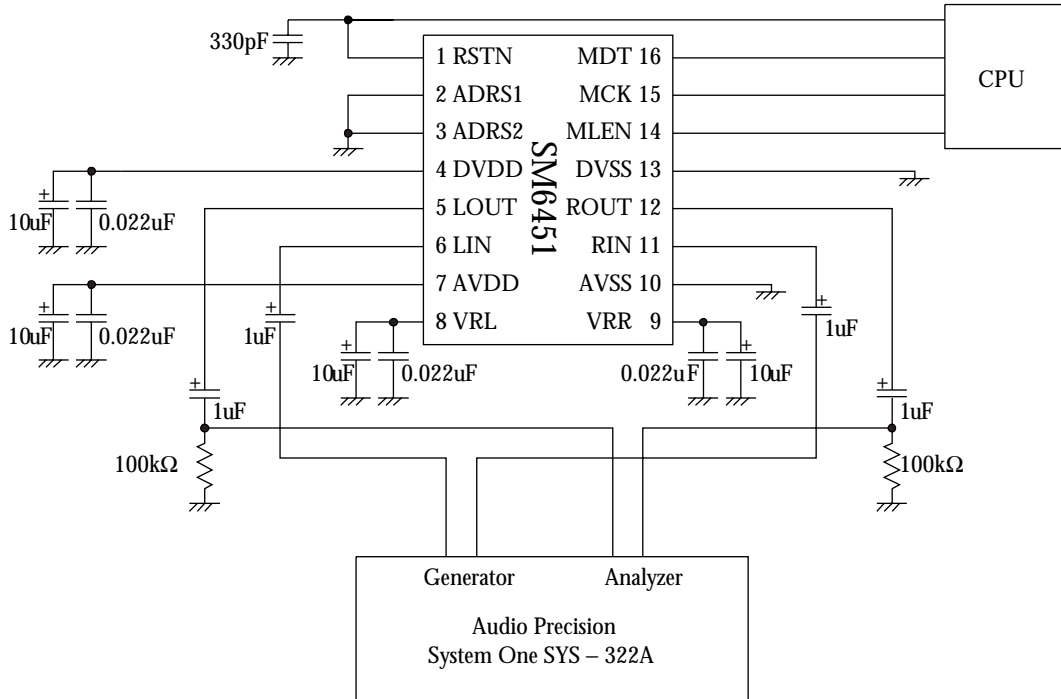 330pF
1 RSTN
MDT 16
CPU
2 ADRS1
MCK 15
3 ADRS2
MLEN 14
SM6451
4 DVDD
DVSS 13
10uF
0.022uF
5 LOUT
ROUT 12
6 LIN
RIN 11
7 AVDD
AVSS 10
10uF
0.022uF
1uF
8 VRL
VRR 9
1uF
10uF
0.022uF
0.022uF
10uF
1uF
1uF
100kΩ
100kΩ
Generator
Analyzer
Audio Precision
System One SYS – 322A